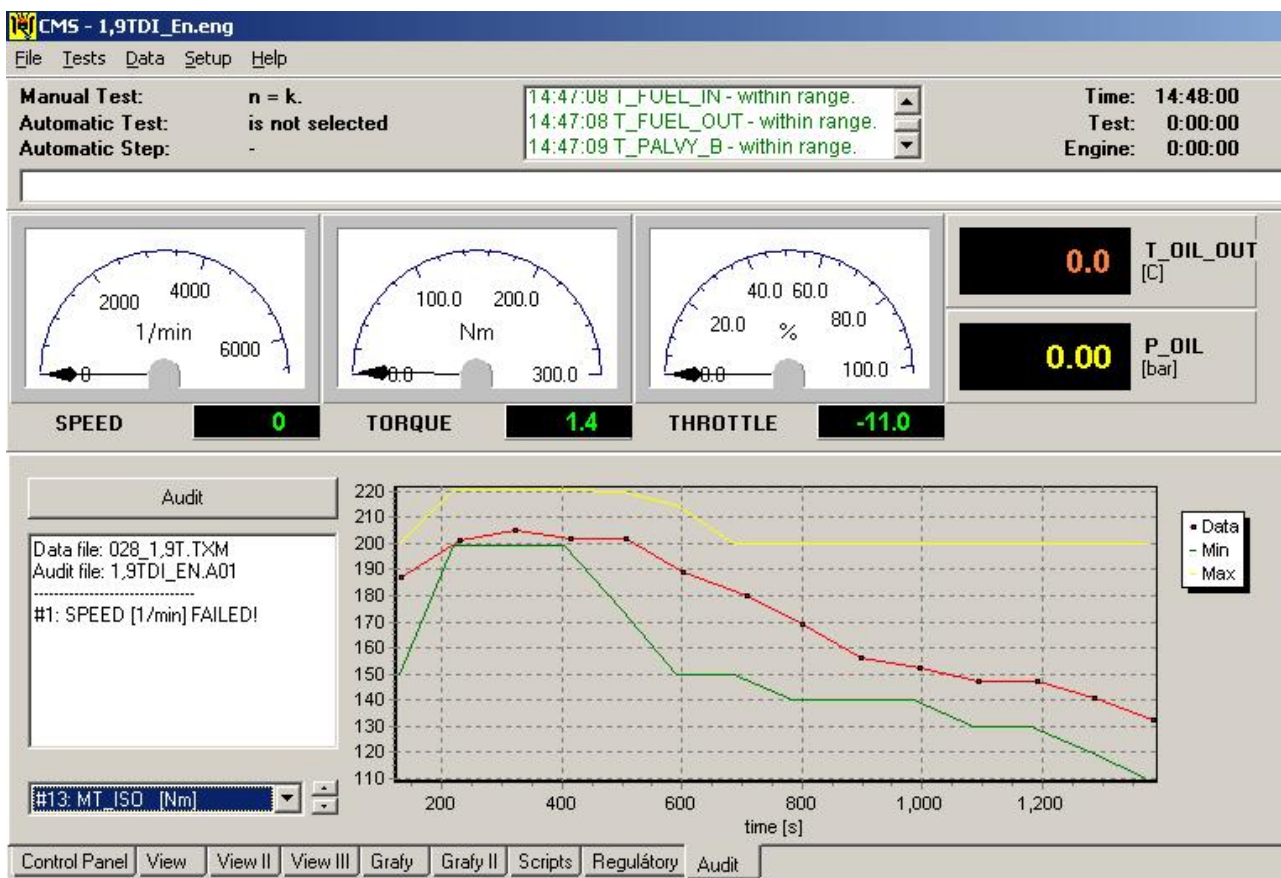 CMS - 1,9TDI_En.eng
File Tests Data Setup Help
Manual Test: n = k.
Automatic Test: is not selected
Automatic Step: -
14:47:08 T_FUEL_IN - within range.
14:47:08 T_FUEL_OUT - within range.
14:47:09 T_PALVY_B - within range.
Time: 14:48:00
Test: 0:00:00
Engine: 0:00:00
0 2000 4000 6000
1/min
SPEED 0
0.0 100.0 200.0 300.0
Nm
TORQUE 1.4
0.0 20.0 40.0 60.0 80.0 100.0
%
THROTTLE -11.0
0.0 T_OIL_OUT
[C]
0.00 P_OIL
[bar]
Audit
Data file: 028_1,9T.TXM
Audit file: 1,9TDI_EN.A01
-------------------------------
#1: SPEED [1/min] FAILED!
#13: MT_ISO [Nm]
220
210
200
190
180
170
160
150
140
130
120
110
200 400 600 800 1,000 1,200
time [s]
Data
Min
Max
Control Panel View View II View III Grafy Grafy II Scripts Regulátory Audit